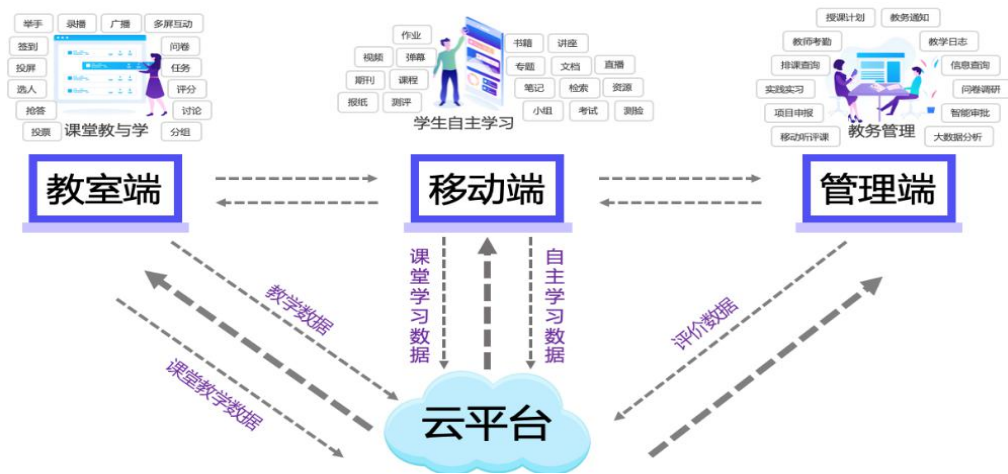 举手 录播 广播 多屏互动
签到 问卷
投屏 任务
选人 评分
抢答 讨论
投票 课堂教与学 分组
作业
视频 弹幕
期刊 课程
报纸 测评
书籍 讲座
专题 文档 直播
笔记 检索 资源
小组 考试 测验
学生自主学习
授课计划 教务通知
教师考勤 教学日志
排课查询 信息查询
实践实习 问卷调研
项目申报 智能审批
移动听评课 教务管理 大数据分析
教室端 移动端 管理端
教学数据
课堂教学数据
课堂学习数据
自主学习数据
评价数据
云平台